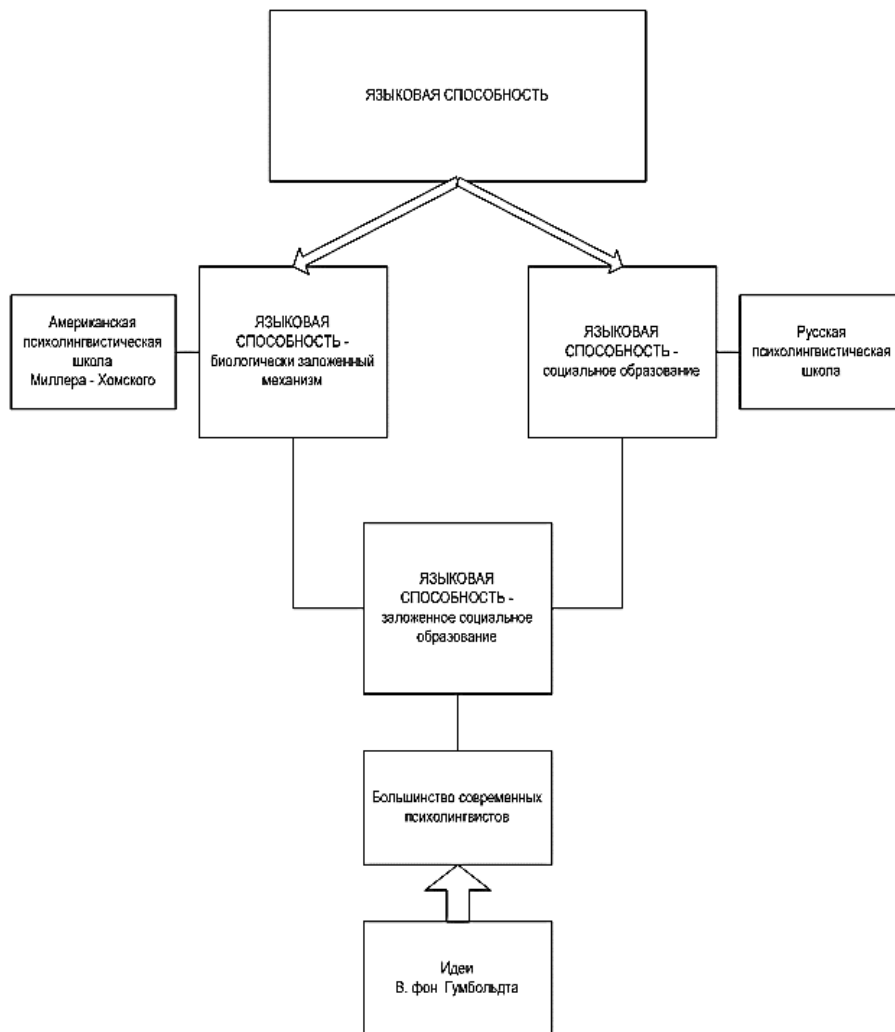 ЯЗЫКОВАЯ СПОСОБНОСТЬ
Американская
психолингвистическая
школа
Миллера - Хомского
ЯЗЫКОВАЯ
СПОСОБНОСТЬ -
биологически заложенный
механизм
ЯЗЫКОВАЯ
СПОСОБНОСТЬ -
социальное образование
Русская
психолингвистическая
школа
ЯЗЫКОВАЯ
СПОСОБНОСТЬ -
заложенное социальное
образование
Большинство современных
психолингвистов
Идеи
В. фон Гумбольдта